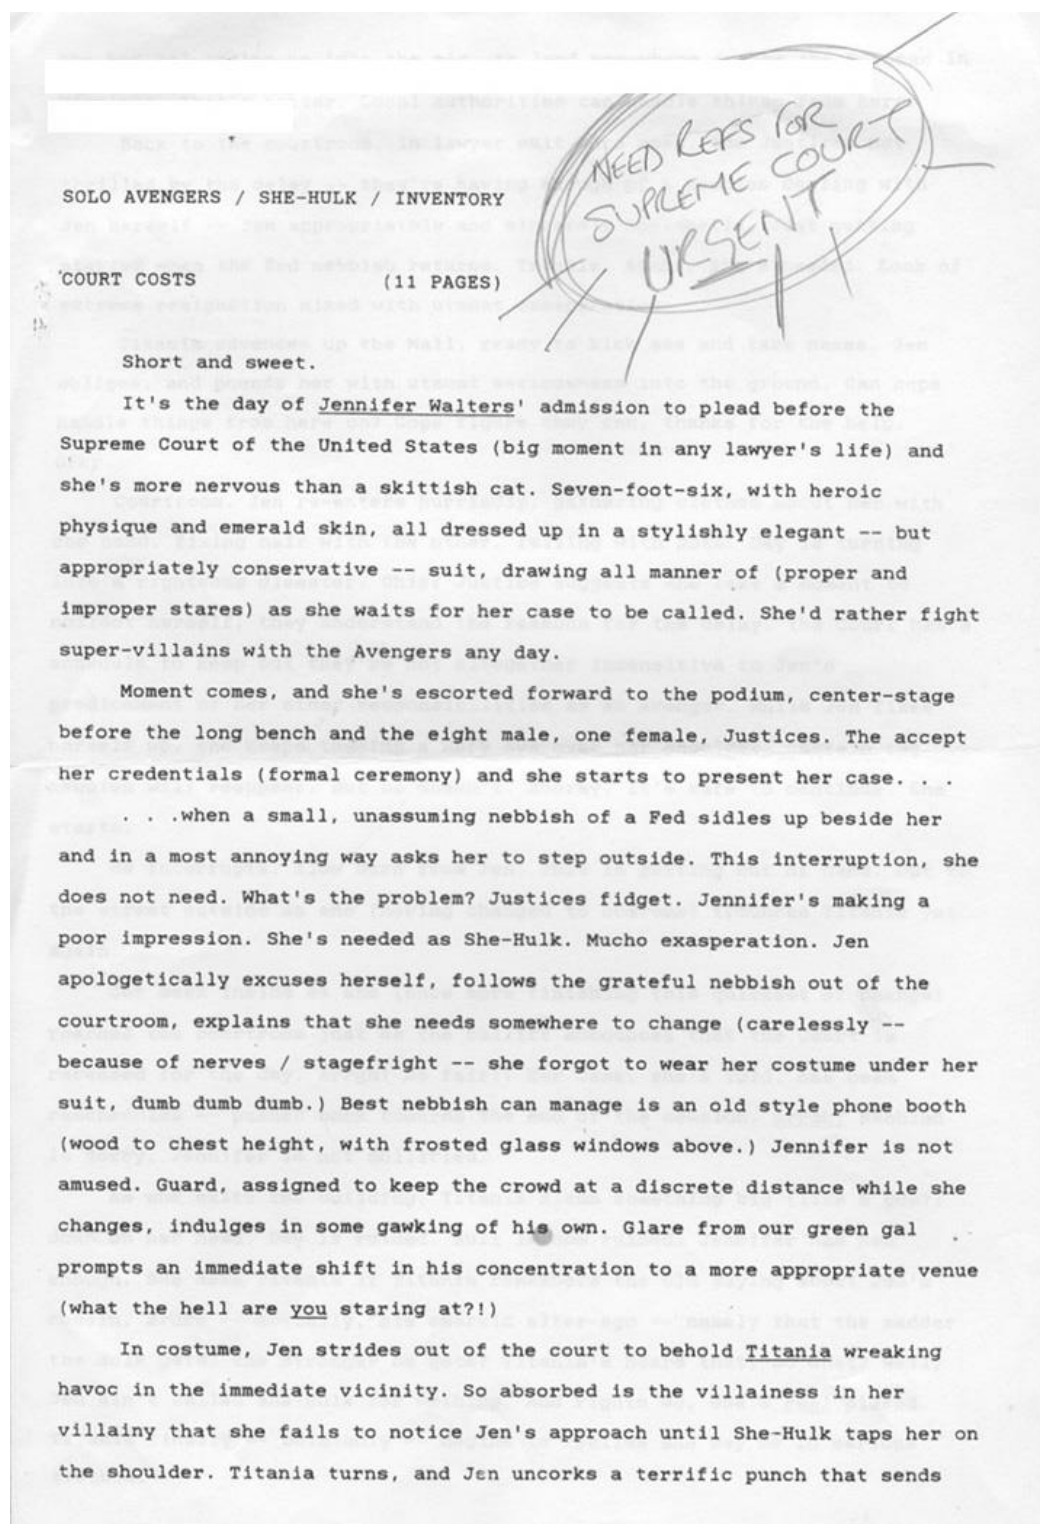 NEED REFS FOR
SUPREME COURT
URGENT
SOLO AVENGERS / SHE-HULK / INVENTORY
COURT COSTS (11 PAGES)
Short and sweet.
It's the day of Jennifer Walters' admission to plead before the
Supreme Court of the United States (big moment in any lawyer's life) and
she's more nervous than a skittish cat. Seven-foot-six, with heroic
physique and emerald skin, all dressed up in a stylishly elegant -- but
appropriately conservative -- suit, drawing all manner of (proper and
improper stares) as she waits for her case to be called. She'd rather fight
super-villains with the Avengers any day.
Moment comes, and she's escorted forward to the podium, center-stage
before the long bench and the eight male, one female, Justices. The accept
her credentials (formal ceremony) and she starts to present her case. . .
. . .when a small, unassuming nebbish of a Fed sidles up beside her
and in a most annoying way asks her to step outside. This interruption, she
does not need. What's the problem? Justices fidget. Jennifer's making a
poor impression. She's needed as She-Hulk. Mucho exasperation. Jen
apologetically excuses herself, follows the grateful nebbish out of the
courtroom, explains that she needs somewhere to change (carelessly --
because of nerves / stagefright -- she forgot to wear her costume under her
suit, dumb dumb dumb.) Best nebbish can manage is an old style phone booth
(wood to chest height, with frosted glass windows above.) Jennifer is not
amused. Guard, assigned to keep the crowd at a discrete distance while she
changes, indulges in some gawking of his own. Glare from our green gal
prompts an immediate shift in his concentration to a more appropriate venue
(what the hell are you staring at?!)
In costume, Jen strides out of the court to behold Titania wreaking
havoc in the immediate vicinity. So absorbed is the villainess in her
villainy that she fails to notice Jen's approach until She-Hulk taps her on
the shoulder. Titania turns, and Jen uncorks a terrific punch that sends